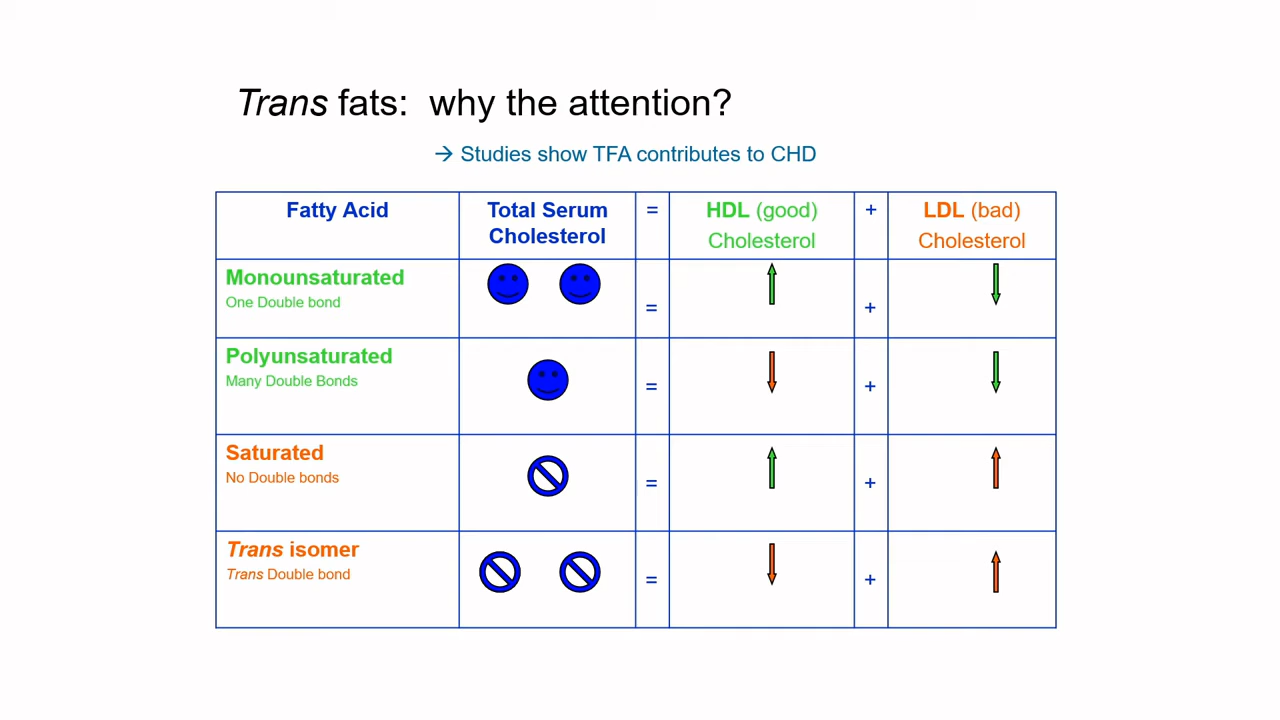 Trans fats: why the attention?
→ Studies show TFA contributes to CHD
Fatty Acid
Total Serum
Cholesterol
=
HDL (good)
Cholesterol
+
LDL (bad)
Cholesterol
Monounsaturated
One Double bond
=
+
Polyunsaturated
Many Double Bonds
=
+
Saturated
No Double bonds
=
+
Trans isomer
Trans Double bond
=
+